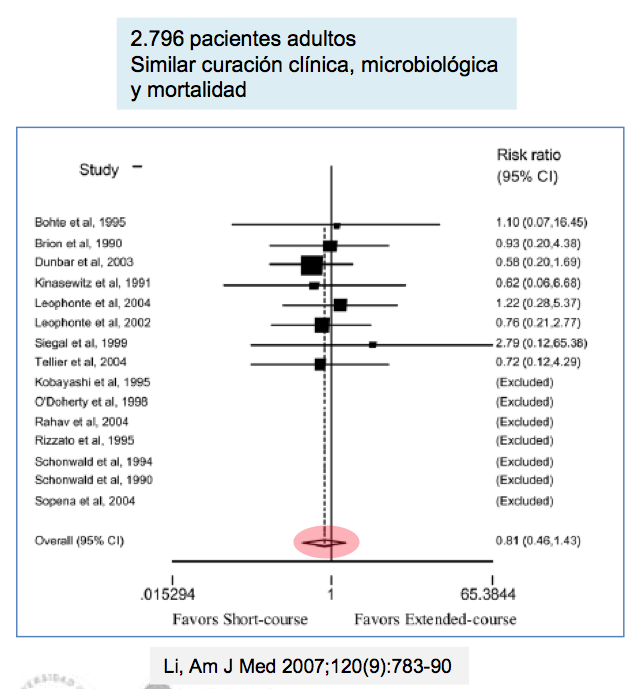 2.796 pacientes adultos
Similar curación clínica, microbiológica
y mortalidad
Study
Risk ratio
(95% CI)
Bohte et al, 1995 1.10 (0.07,16.45)
Brion et al, 1990 0.93 (0.20,4.38)
Dunbar et al, 2003 0.58 (0.20,1.69)
Kinasewitz et al, 1991 0.62 (0.06,6.68)
Leophonte et al, 2004 1.22 (0.28,5.37)
Leophonte et al, 2002 0.76 (0.21,2.77)
Siegal et al, 1999 2.79 (0.12,65.38)
Tellier et al, 2004 0.72 (0.12,4.29)
Kobayashi et al, 1995 (Excluded)
O'Doherty et al, 1998 (Excluded)
Rahav et al, 2004 (Excluded)
Rizzato et al, 1995 (Excluded)
Schonwald et al, 1994 (Excluded)
Schonwald et al, 1990 (Excluded)
Sopena et al, 2004 (Excluded)
Overall (95% CI) 0.81 (0.46,1.43)
.015294 1 65.3844
Favors Short-course Favors Extended-course
Li, Am J Med 2007;120(9):783-90